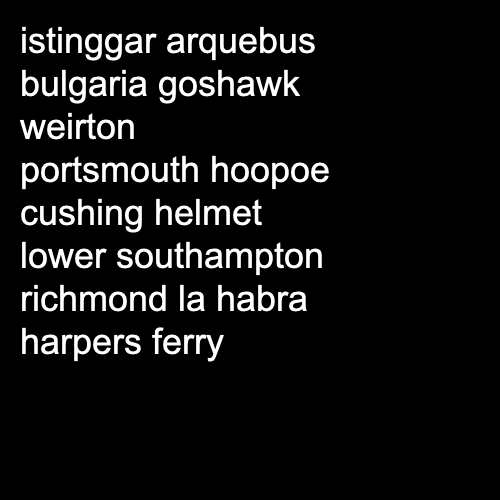 istinggar arquebus
bulgaria goshawk
weirton
portsmouth hoopoe
cushing helmet
lower southampton
richmond la habra
harpers ferry